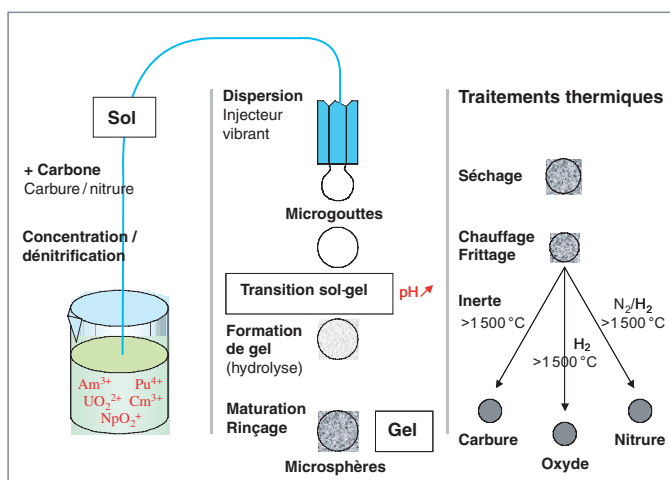 Sol
+ Carbone
Carbure / nitrure
Concentration /
dénitrification
Am³⁺ Pu⁴⁺
UO₂²⁺ Cm³⁺
NpO₂⁺
Dispersion
Injecteur
vibrant
Microgouttes
Transition sol-gel
pH ↗
Formation
de gel
(hydrolyse)
Maturation
Rinçage
Gel
Microsphères
Traitements thermiques
Séchage
Chauffage
Frittage
Inerte
>1 500 °C
H₂
>1 500 °C
N₂/H₂
>1 500 °C
Carbure
Oxyde
Nitrure